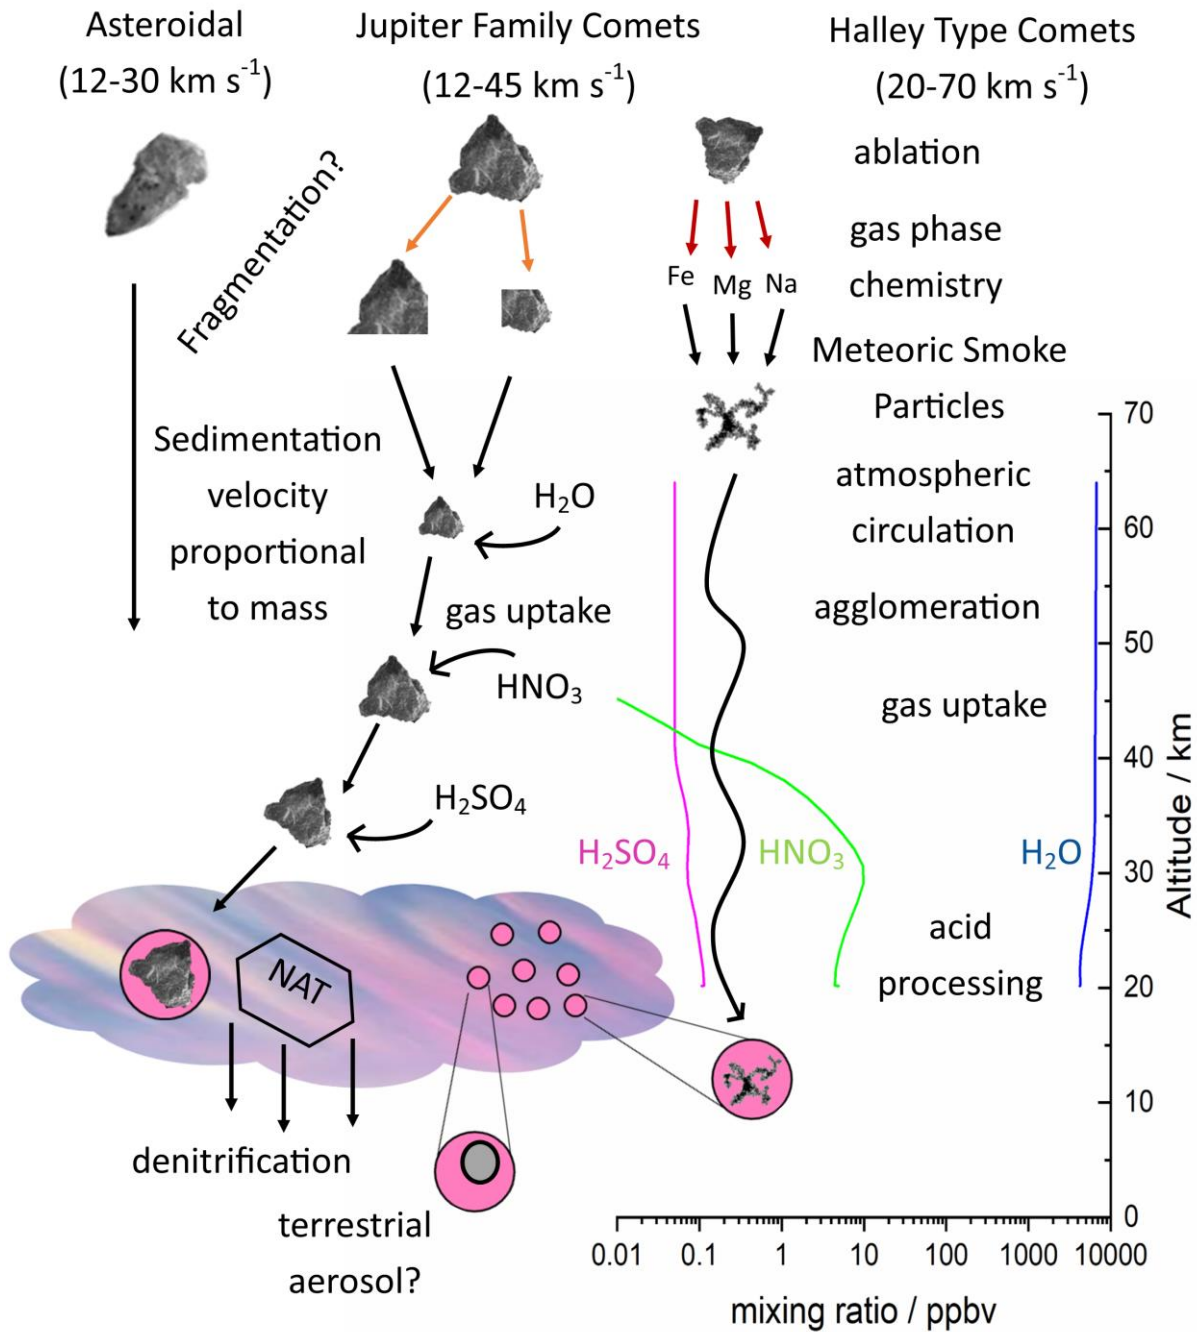 Asteroidal
(12-30 km s⁻¹)
Jupiter Family Comets
(12-45 km s⁻¹)
Halley Type Comets
(20-70 km s⁻¹)
Fragmentation?
ablation
gas phase
chemistry
Fe
Mg
Na
Meteoric Smoke
Particles
atmospheric
circulation
agglomeration
gas uptake
acid
processing
Sedimentation
velocity
proportional
to mass
H₂O
gas uptake
HNO₃
H₂SO₄
H₂SO₄
HNO₃
H₂O
NAT
denitrification
terrestrial
aerosol?
70
60
50
40
30
20
10
0
Altitude / km
0.01 0.1 1 10 100 1000 10000
mixing ratio / ppbv